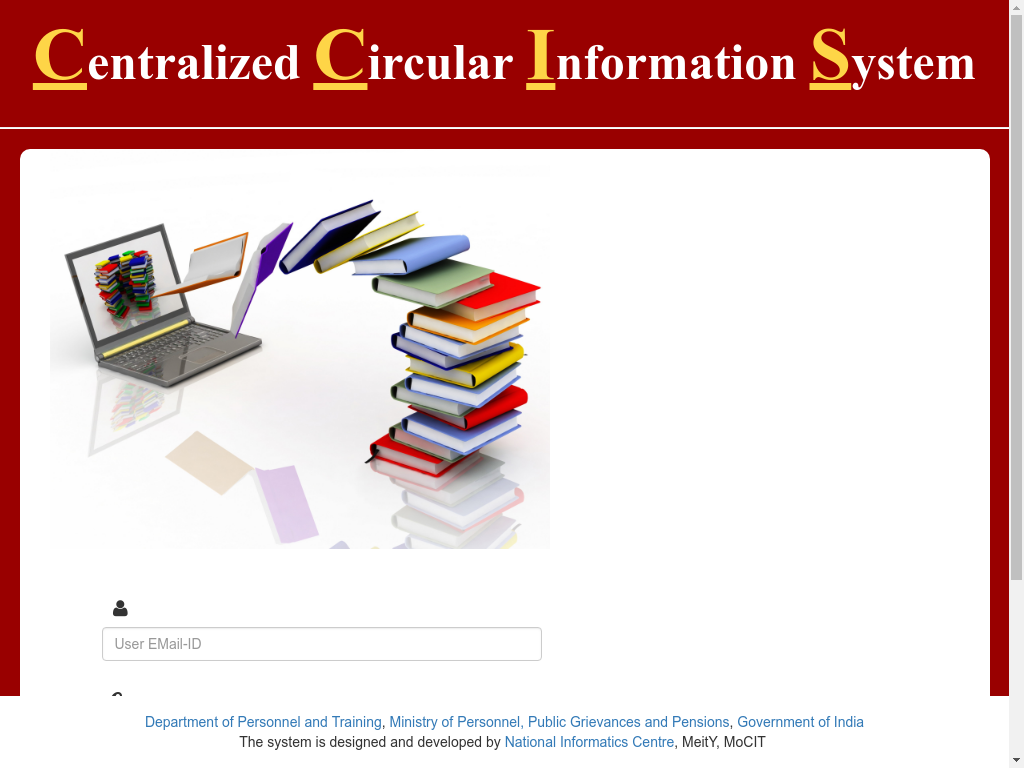 Centralized Circular Information System
User EMail-ID
Department of Personnel and Training, Ministry of Personnel, Public Grievances and Pensions, Government of India
The system is designed and developed by National Informatics Centre, MeitY, MoCIT